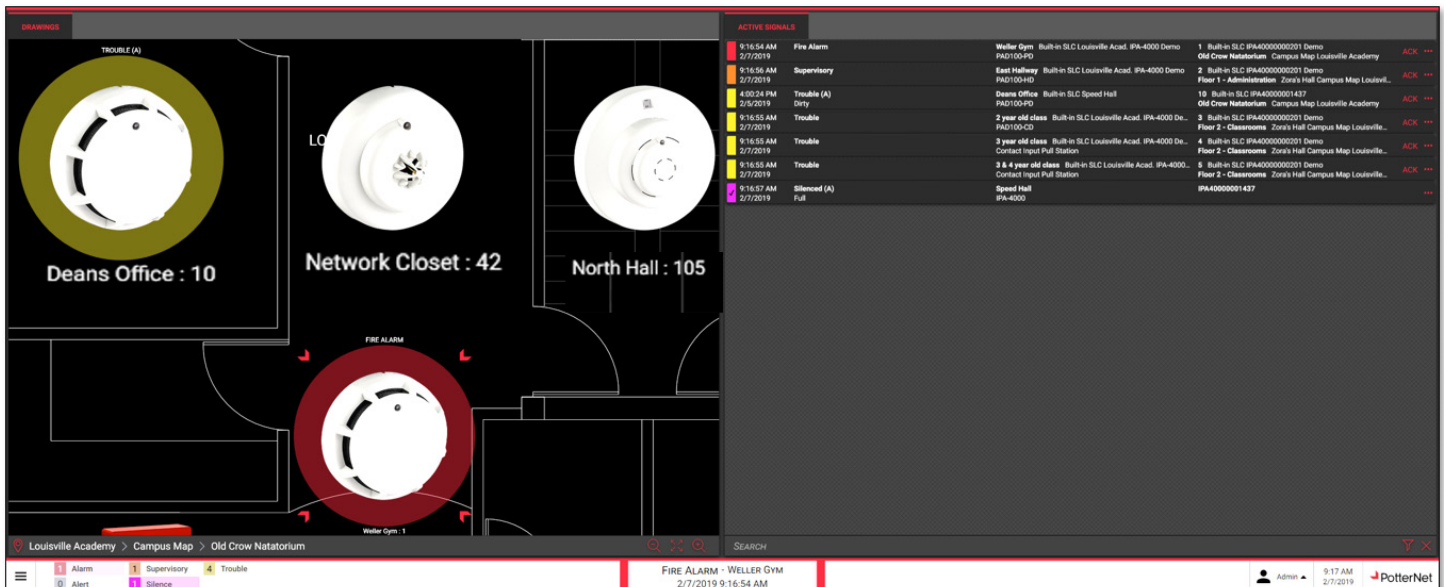 DRAWINGS
TROUBLE (A)
LO
Deans Office : 10
Network Closet : 42
North Hall : 105
FIRE ALARM
Weller Gym : 1
Louisville Academy > Campus Map > Old Crow Natatorium
ACTIVE SIGNALS
9:16:54 AM Fire Alarm Weller Gym Built-in SLC Louisville Acad. IPA-4000 Demo 1 Built-in SLC IPA40000000201 Demo ACK
2/7/2019 PAD100-PD Old Crow Natatorium Campus Map Louisville Academy
9:16:56 AM Supervisory East Hallway Built-in SLC Louisville Acad. IPA-4000 Demo 2 Built-in SLC IPA40000000201 Demo ACK
2/7/2019 PAD100-HD Floor 1 - Administration Zora's Hall Campus Map Louisvil...
4:00:24 PM Trouble (A) Deans Office Built-in SLC Speed Hall 10 Built-in SLC IPA40000001437 ACK
2/5/2019 Dirty PAD100-PD Old Crow Natatorium Campus Map Louisville Academy
9:16:55 AM Trouble 2 year old class Built-in SLC Louisville Acad. IPA-4000 De... 3 Built-in SLC IPA40000000201 Demo ACK
2/7/2019 PAD100-CD Floor 2 - Classrooms Zora's Hall Campus Map Louisville...
9:16:55 AM Trouble 3 year old class Built-in SLC Louisville Acad. IPA-4000 De... 4 Built-in SLC IPA40000000201 Demo ACK
2/7/2019 Contact Input Pull Station Floor 2 - Classrooms Zora's Hall Campus Map Louisville...
9:16:55 AM Trouble 3 & 4 year old class Built-in SLC Louisville Acad. IPA-4000... 5 Built-in SLC IPA40000000201 Demo ACK
2/7/2019 Contact Input Pull Station Floor 2 - Classrooms Zora's Hall Campus Map Louisville...
9:16:57 AM Silenced (A) Speed Hall IPA40000001437
2/7/2019 Full IPA-4000
SEARCH
1 Alarm 1 Supervisory 4 Trouble
0 Alert 1 Silence
FIRE ALARM - WELLER GYM
2/7/2019 9:16:54 AM
Admin
9:17 AM
2/7/2019
PotterNet